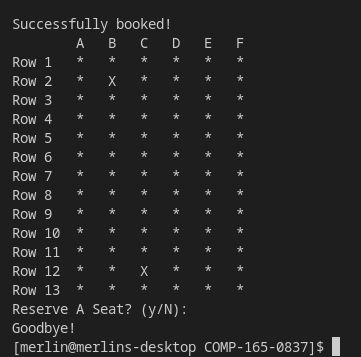 Successfully booked!
        A   B   C   D   E   F
Row 1   *   *   *   *   *   *
Row 2   *   X   *   *   *   *
Row 3   *   *   *   *   *   *
Row 4   *   *   *   *   *   *
Row 5   *   *   *   *   *   *
Row 6   *   *   *   *   *   *
Row 7   *   *   *   *   *   *
Row 8   *   *   *   *   *   *
Row 9   *   *   *   *   *   *
Row 10  *   *   *   *   *   *
Row 11  *   *   *   *   *   *
Row 12  *   *   X   *   *   *
Row 13  *   *   *   *   *   *
Reserve A Seat? (y/N):
Goodbye!
[merlin@merlins-desktop COMP-165-0837]$